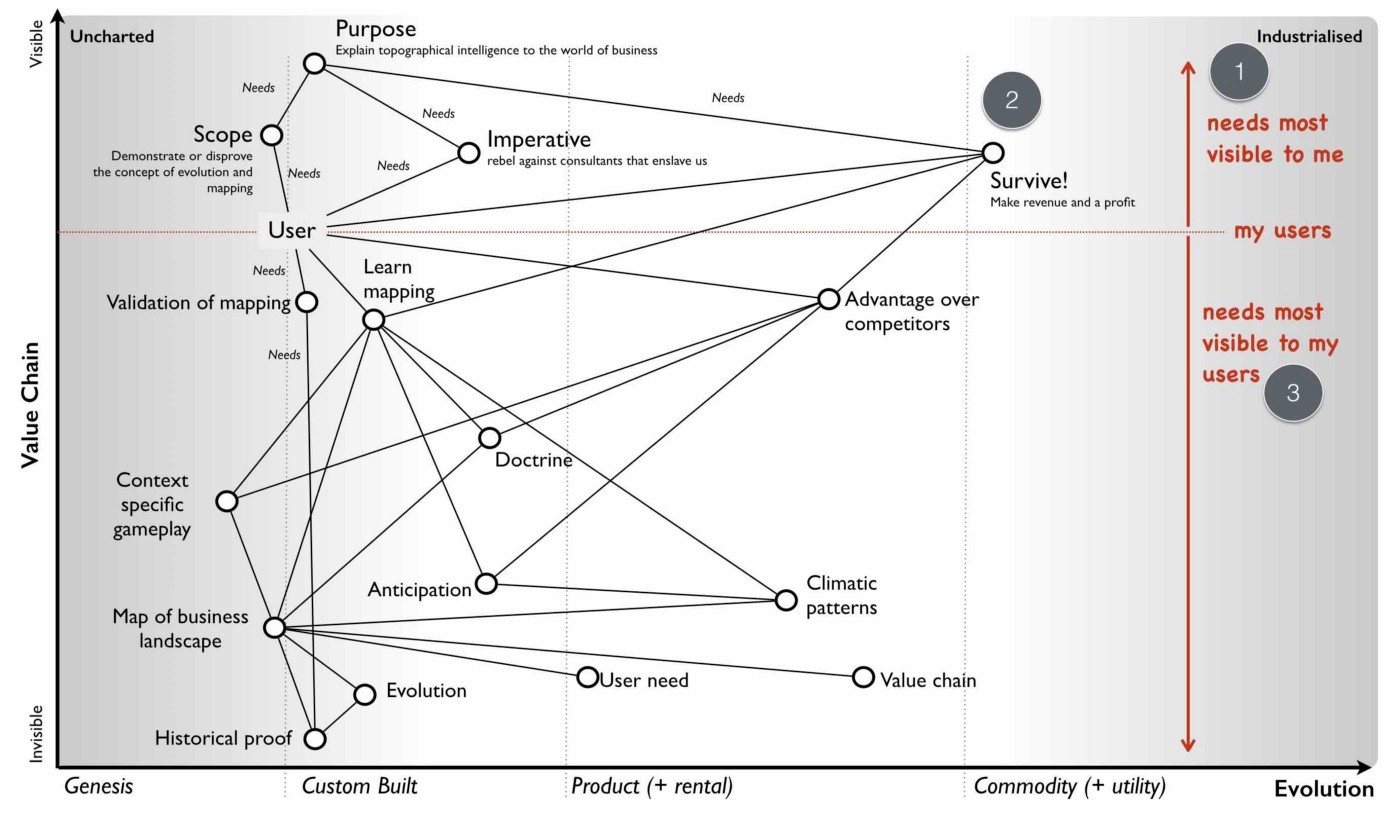 Visible
Uncharted
Purpose
Explain topographical intelligence to the world of business
Industrialised
1
Needs
Needs
Needs
2
needs most
visible to me
Scope
Demonstrate or disprove
the concept of evolution and
mapping
Needs
Needs
Imperative
rebel against consultants that enslave us
Survive!
Make revenue and a profit
User
my users
Needs
Learn
mapping
Validation of mapping
Advantage over
competitors
needs most
visible to my
users
3
Needs
Value Chain
Doctrine
Context
specific
gameplay
Anticipation
Climatic
patterns
Map of business
landscape
User need
Value chain
Evolution
Historical proof
Invisible
Genesis
Custom Built
Product (+ rental)
Commodity (+ utility)
Evolution